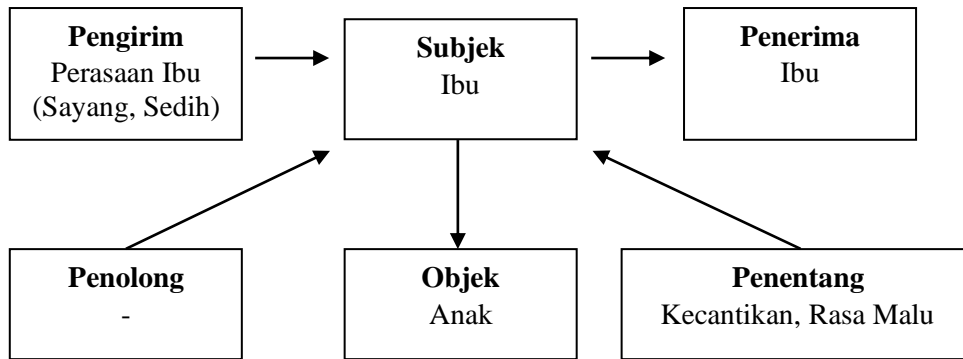 Pengirim
Perasaan Ibu
(Sayang, Sedih)
Subjek
Ibu
Penerima
Ibu
Penolong
-
Objek
Anak
Penentang
Kecantikan, Rasa Malu